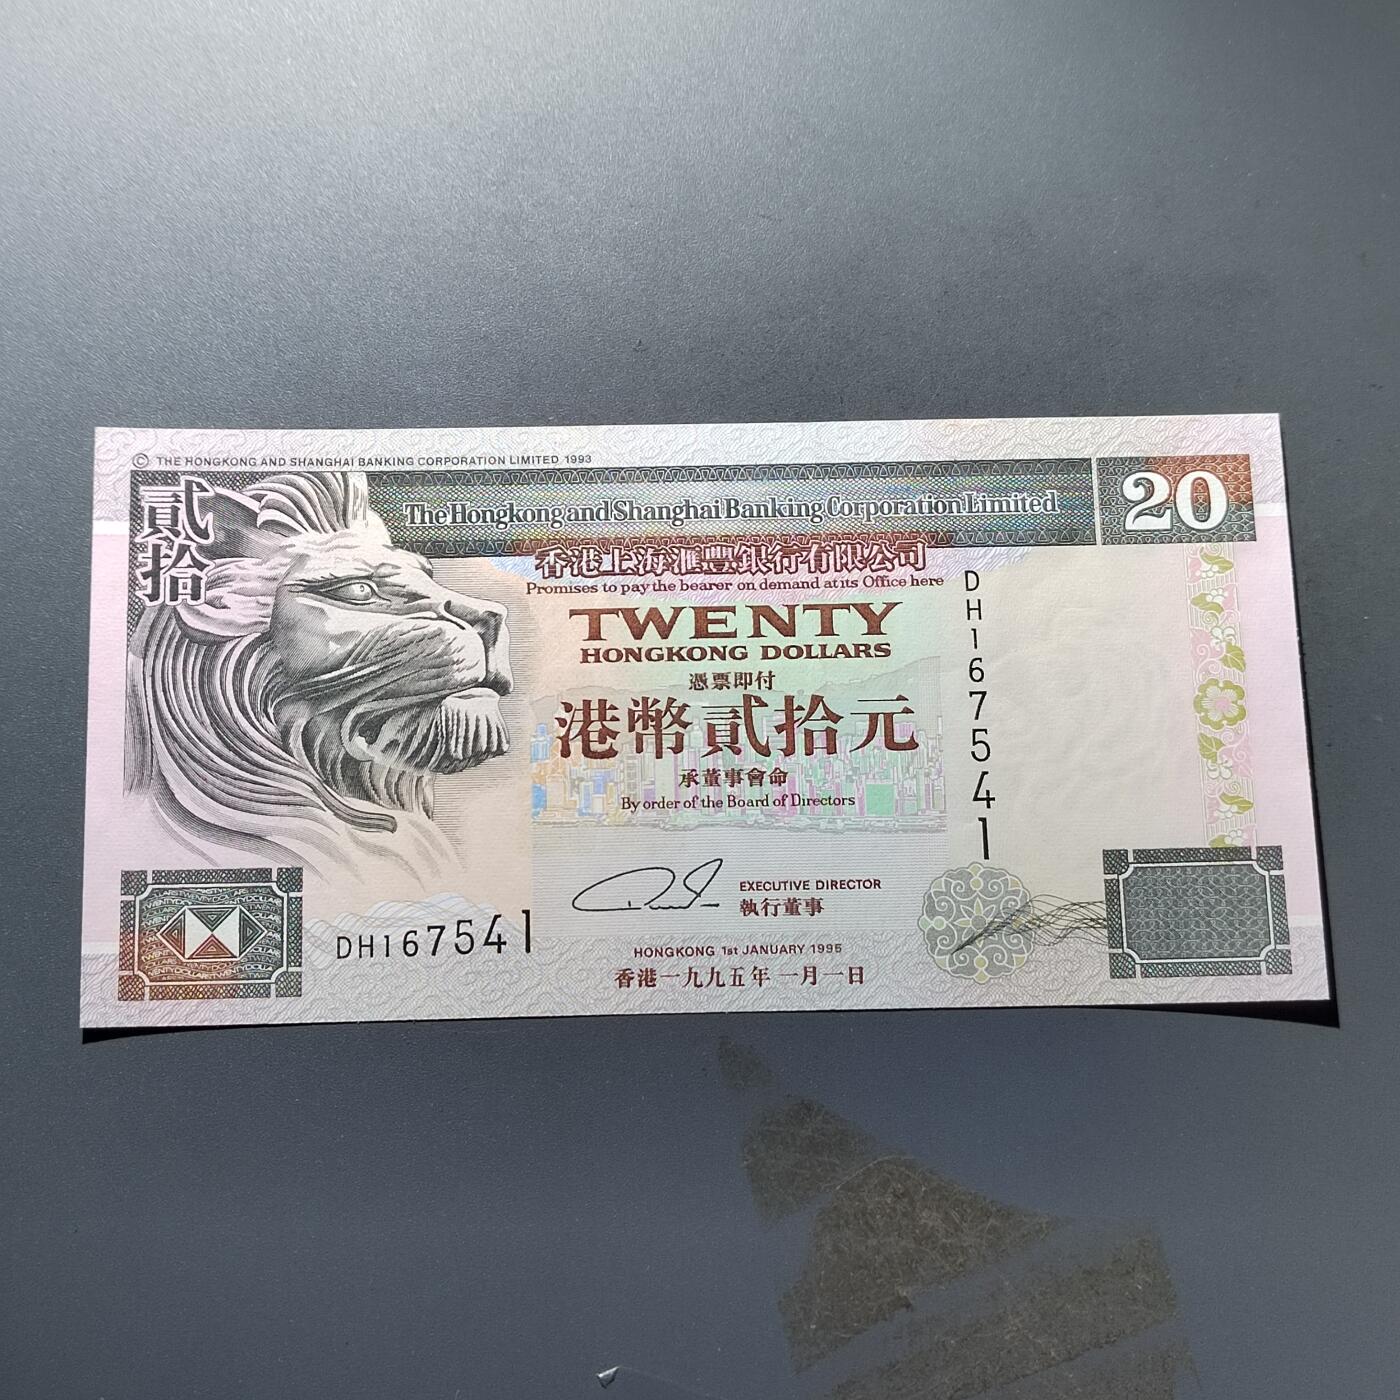 © THE HONGKONG AND SHANGHAI BANKING CORPORATION LIMITED 1993
貳拾
The Hongkong and Shanghai Banking Corporation Limited
20
香港上海滙豐銀行有限公司
Promises to pay the bearer on demand at its Office here
TWENTY
HONGKONG DOLLARS
憑票即付
港幣貳拾元
承董事會命
By order of the Board of Directors
DH167541
EXECUTIVE DIRECTOR
執行董事
DH167541
HONGKONG 1st JANUARY 1995
香港一九九五年一月一日